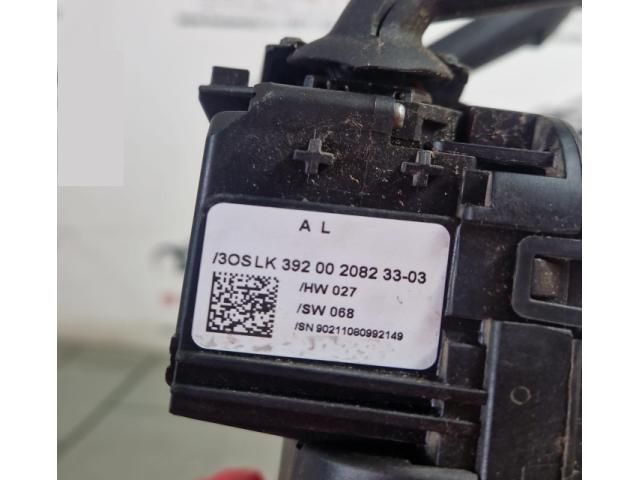 A L
/3OSLK 392 00 2082 33-03
/HW 027
/SW 068
/SN 90211080992149